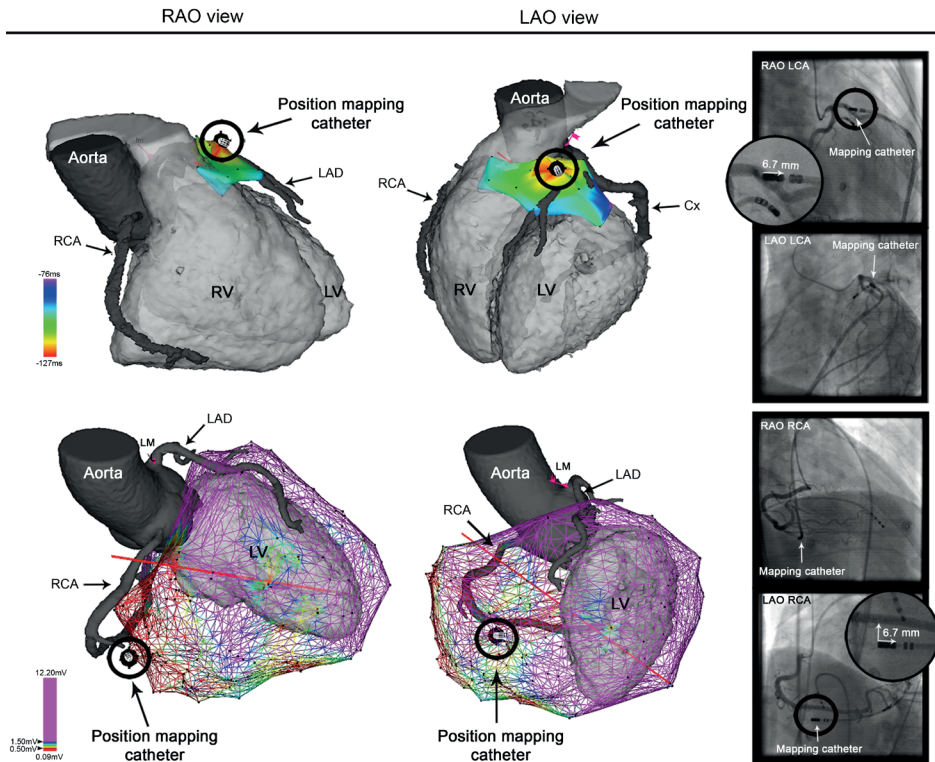 RAO view
LAO view
Position mapping
catheter
Aorta
LAD
RCA
RV
LV
-76ms
-127ms
Aorta
Position mapping
catheter
RCA
Cx
RV
LV
RAO LCA
Mapping catheter
6.7 mm
LAO LCA
Mapping catheter
LAD
LM
Aorta
LV
RCA
12.20mV
1.50mV
0.50mV
0.09mV
Position mapping
catheter
Aorta
LM
LAD
RCA
LV
Position mapping
catheter
RAO RCA
Mapping catheter
LAO RCA
6.7 mm
Mapping catheter